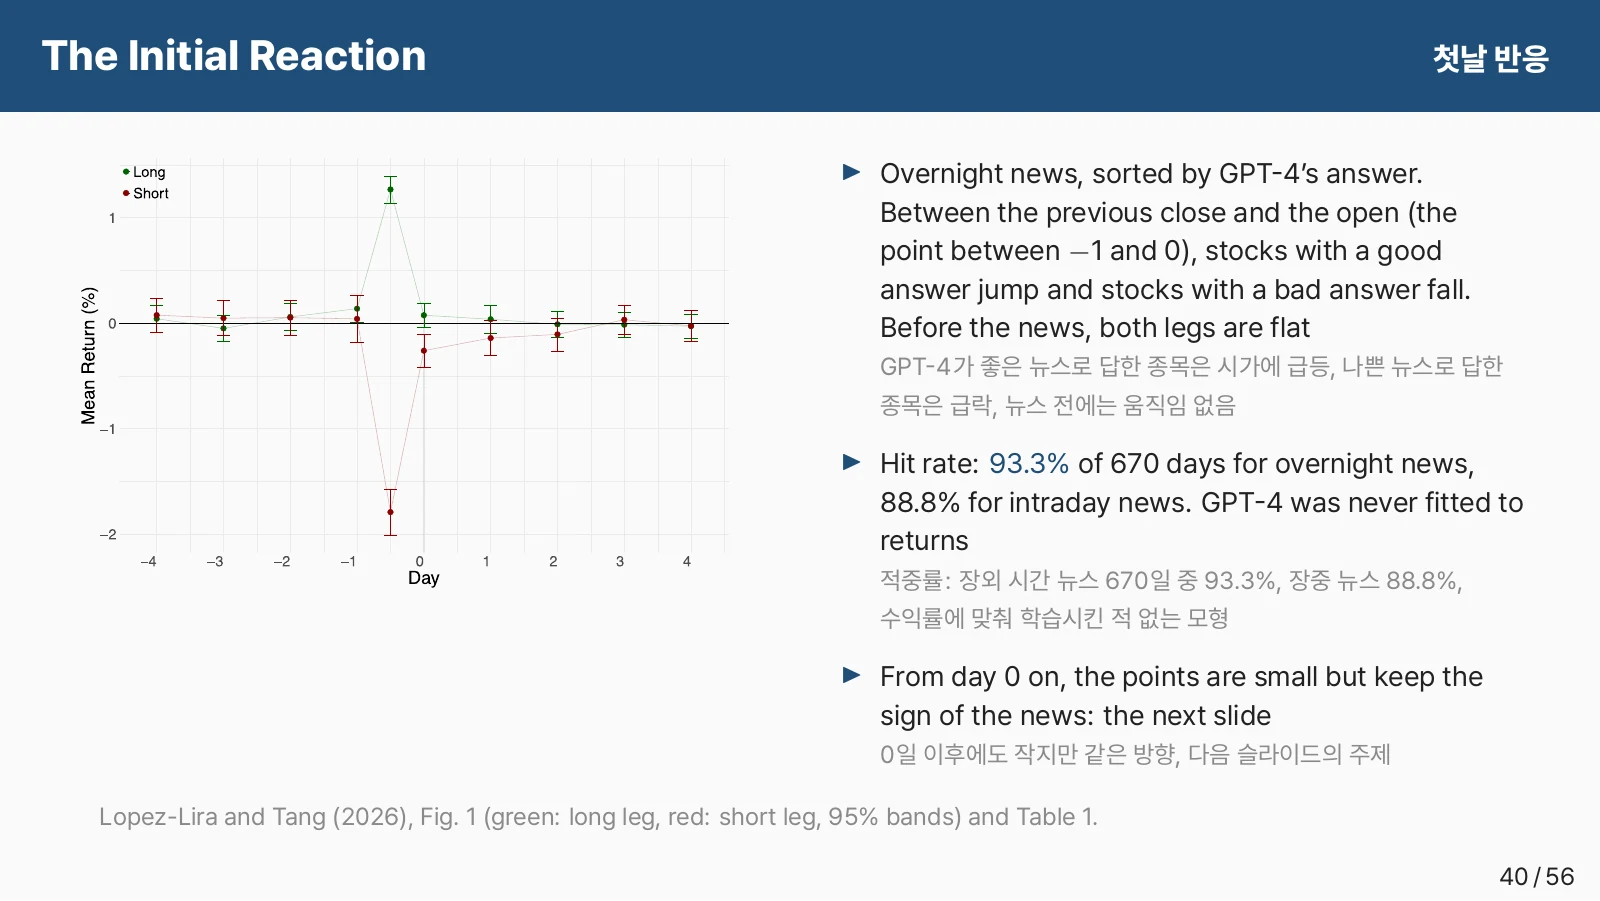 The Initial Reaction
첫날 반응
Long
Short
1
0
−1
−2
Mean Return (%)
−4 −3 −2 −1 0 1 2 3 4
Day
Overnight news, sorted by GPT-4’s answer.
Between the previous close and the open (the
point between −1 and 0), stocks with a good
answer jump and stocks with a bad answer fall.
Before the news, both legs are flat
GPT-4가 좋은 뉴스로 답한 종목은 시가에 급등, 나쁜 뉴스로 답한
종목은 급락, 뉴스 전에는 움직임 없음
Hit rate: 93.3% of 670 days for overnight news,
88.8% for intraday news. GPT-4 was never fitted to
returns
적중률: 장외 시간 뉴스 670일 중 93.3%, 장중 뉴스 88.8%,
수익률에 맞춰 학습시킨 적 없는 모형
From day 0 on, the points are small but keep the
sign of the news: the next slide
0일 이후에도 작지만 같은 방향, 다음 슬라이드의 주제
Lopez-Lira and Tang (2026), Fig. 1 (green: long leg, red: short leg, 95% bands) and Table 1.
40 / 56